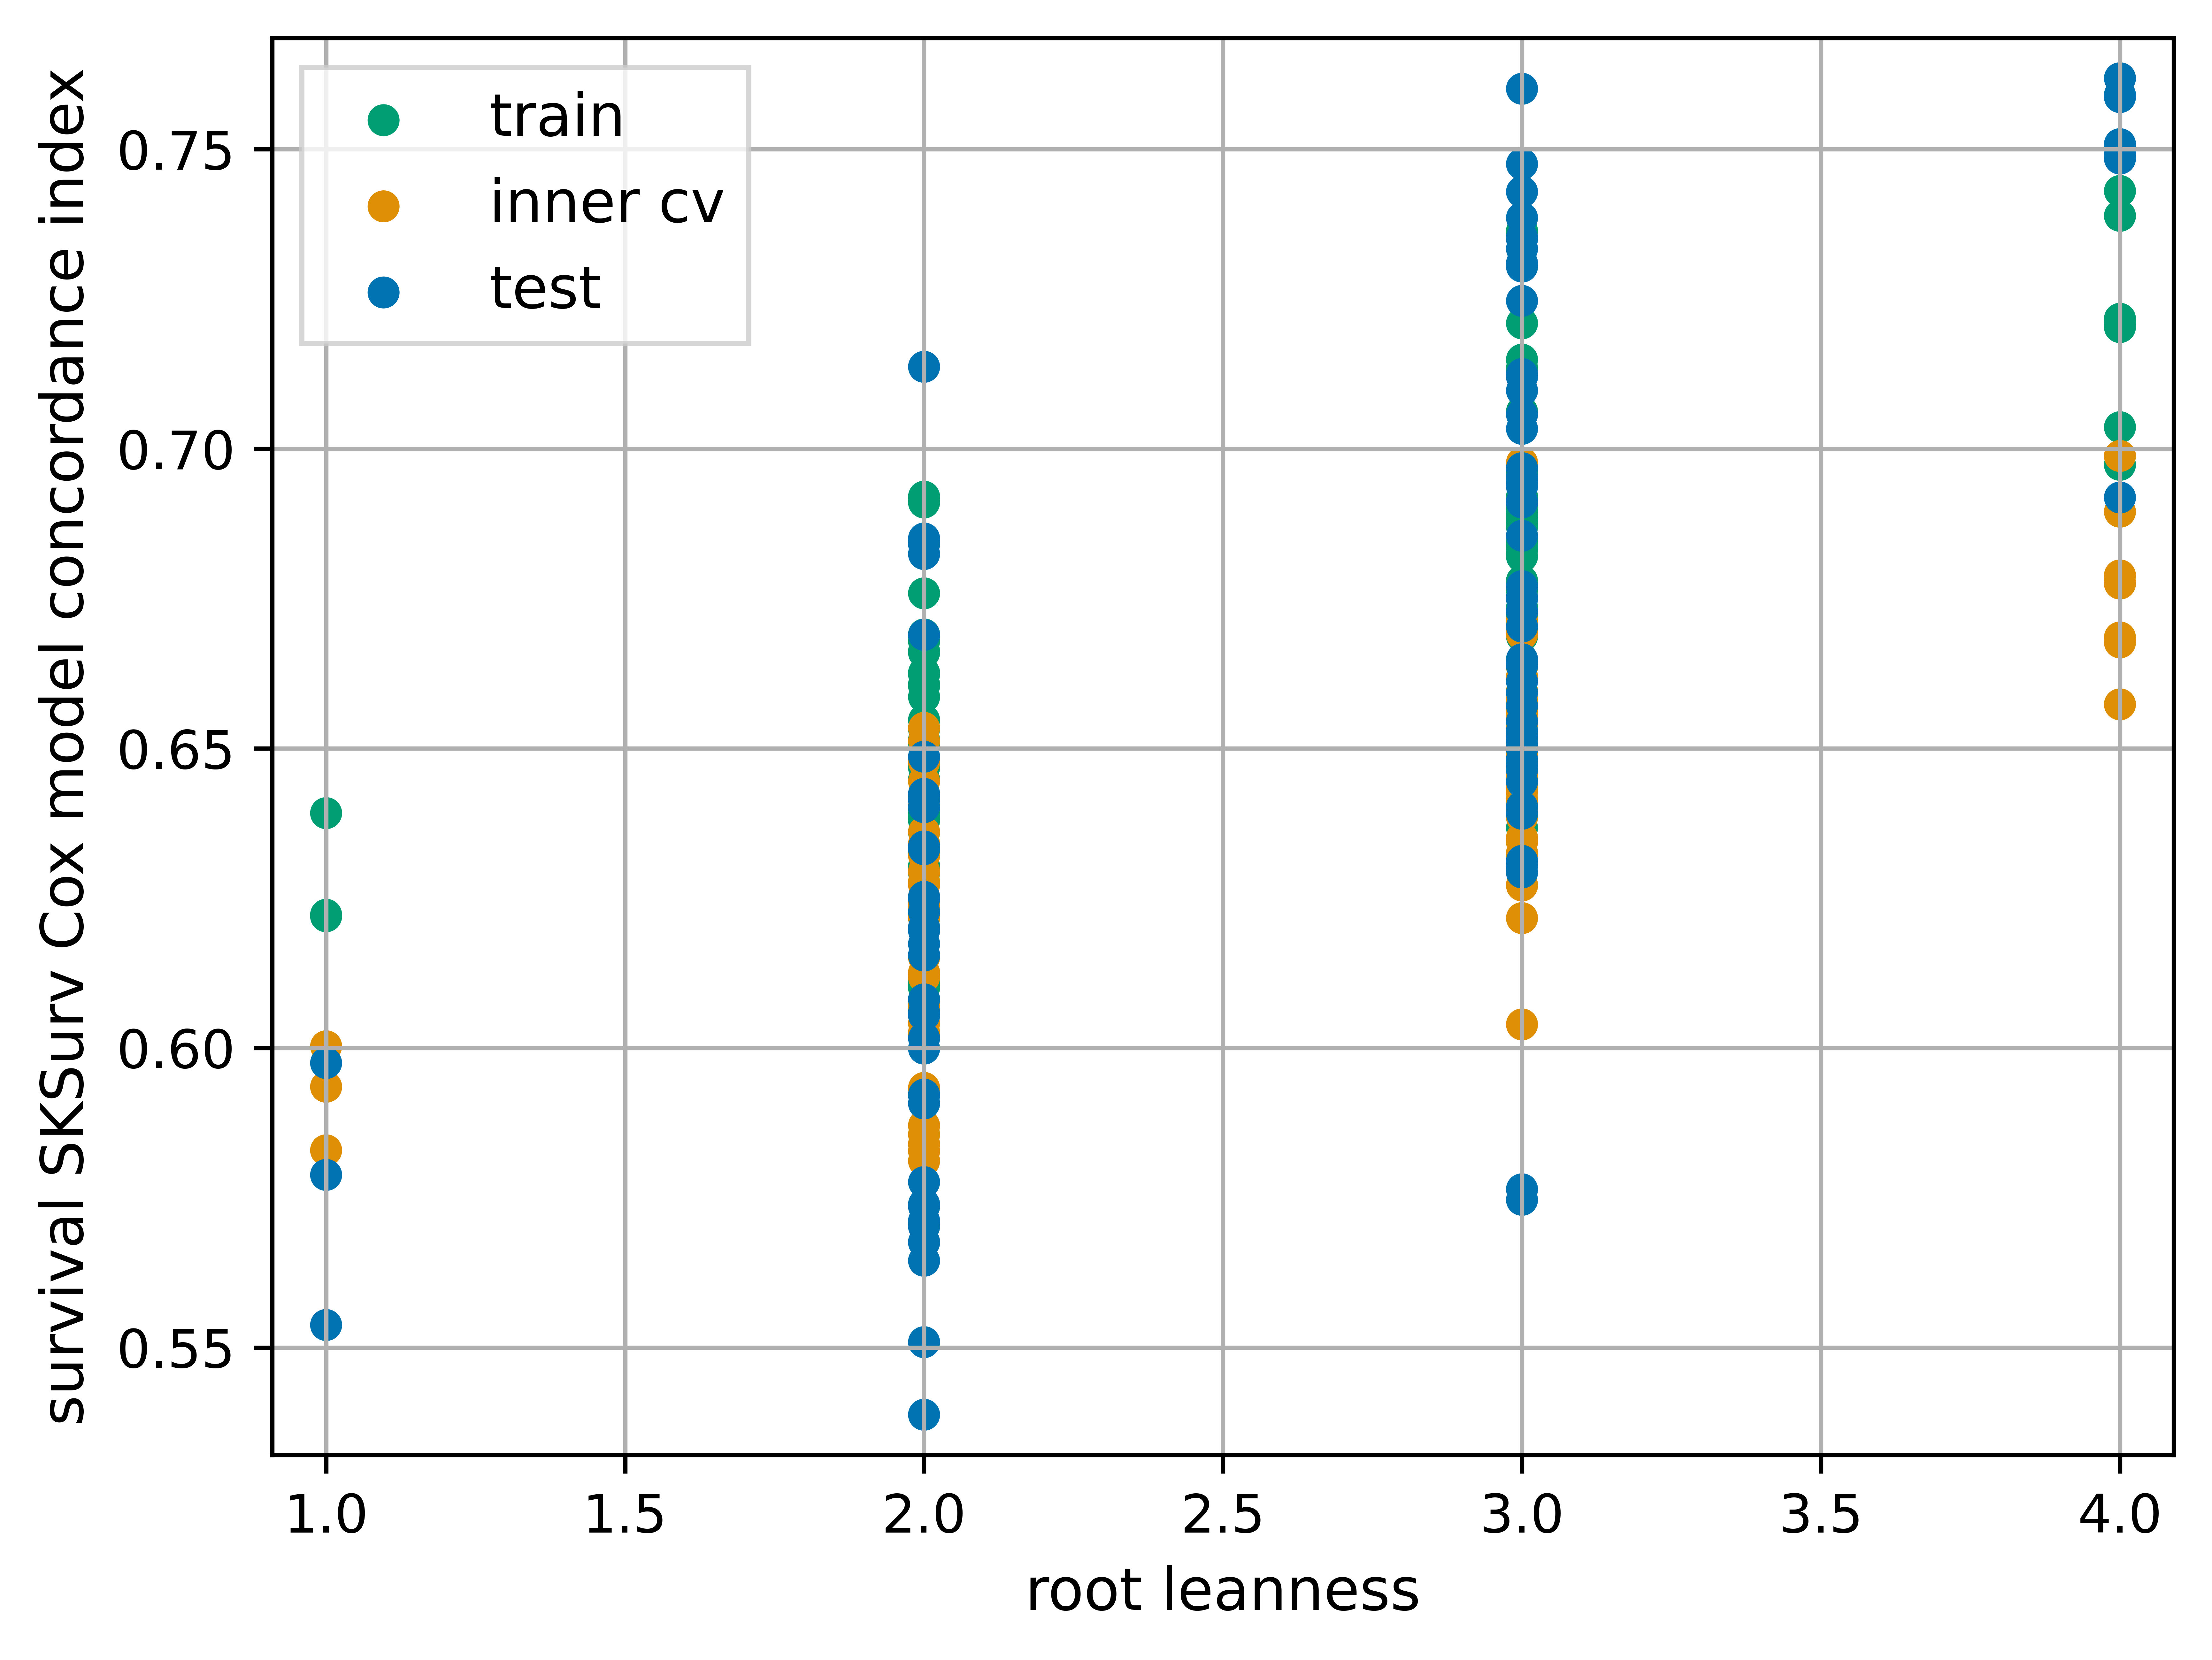 survival SKSurv Cox model concordance index
train
inner cv
test
0.75
0.70
0.65
0.60
0.55
1.0 1.5 2.0 2.5 3.0 3.5 4.0
root leanness